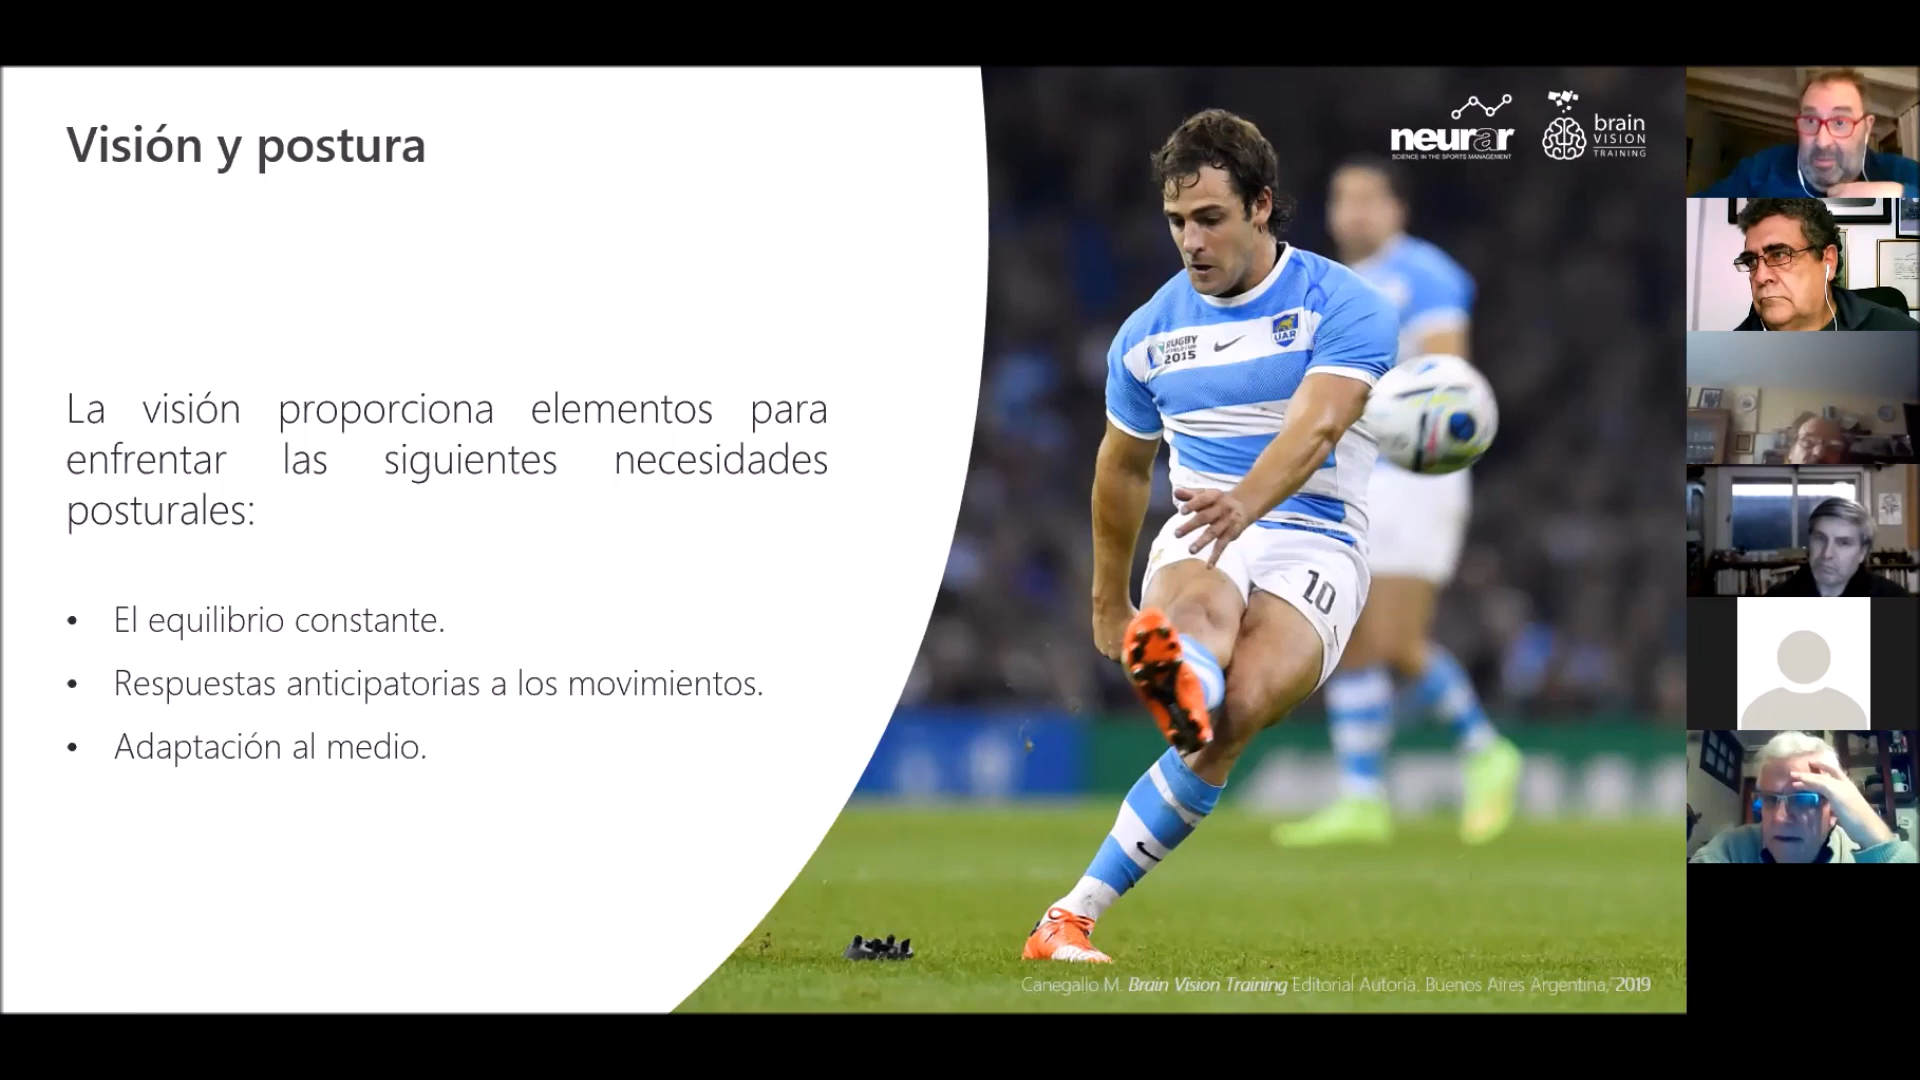 Visión y postura
neurar
SCIENCE IN THE SPORTS MANAGEMENT
brain
VISION
TRAINING
La visión proporciona elementos para
enfrentar las siguientes necesidades
posturales:
• El equilibrio constante.
• Respuestas anticipatorias a los movimientos.
• Adaptación al medio.
RUGBY
WORLD CUP
2015
UAR
10
Canegallo M. Brain Vision Training Editorial Autoria. Buenos Aires Argentina, 2019